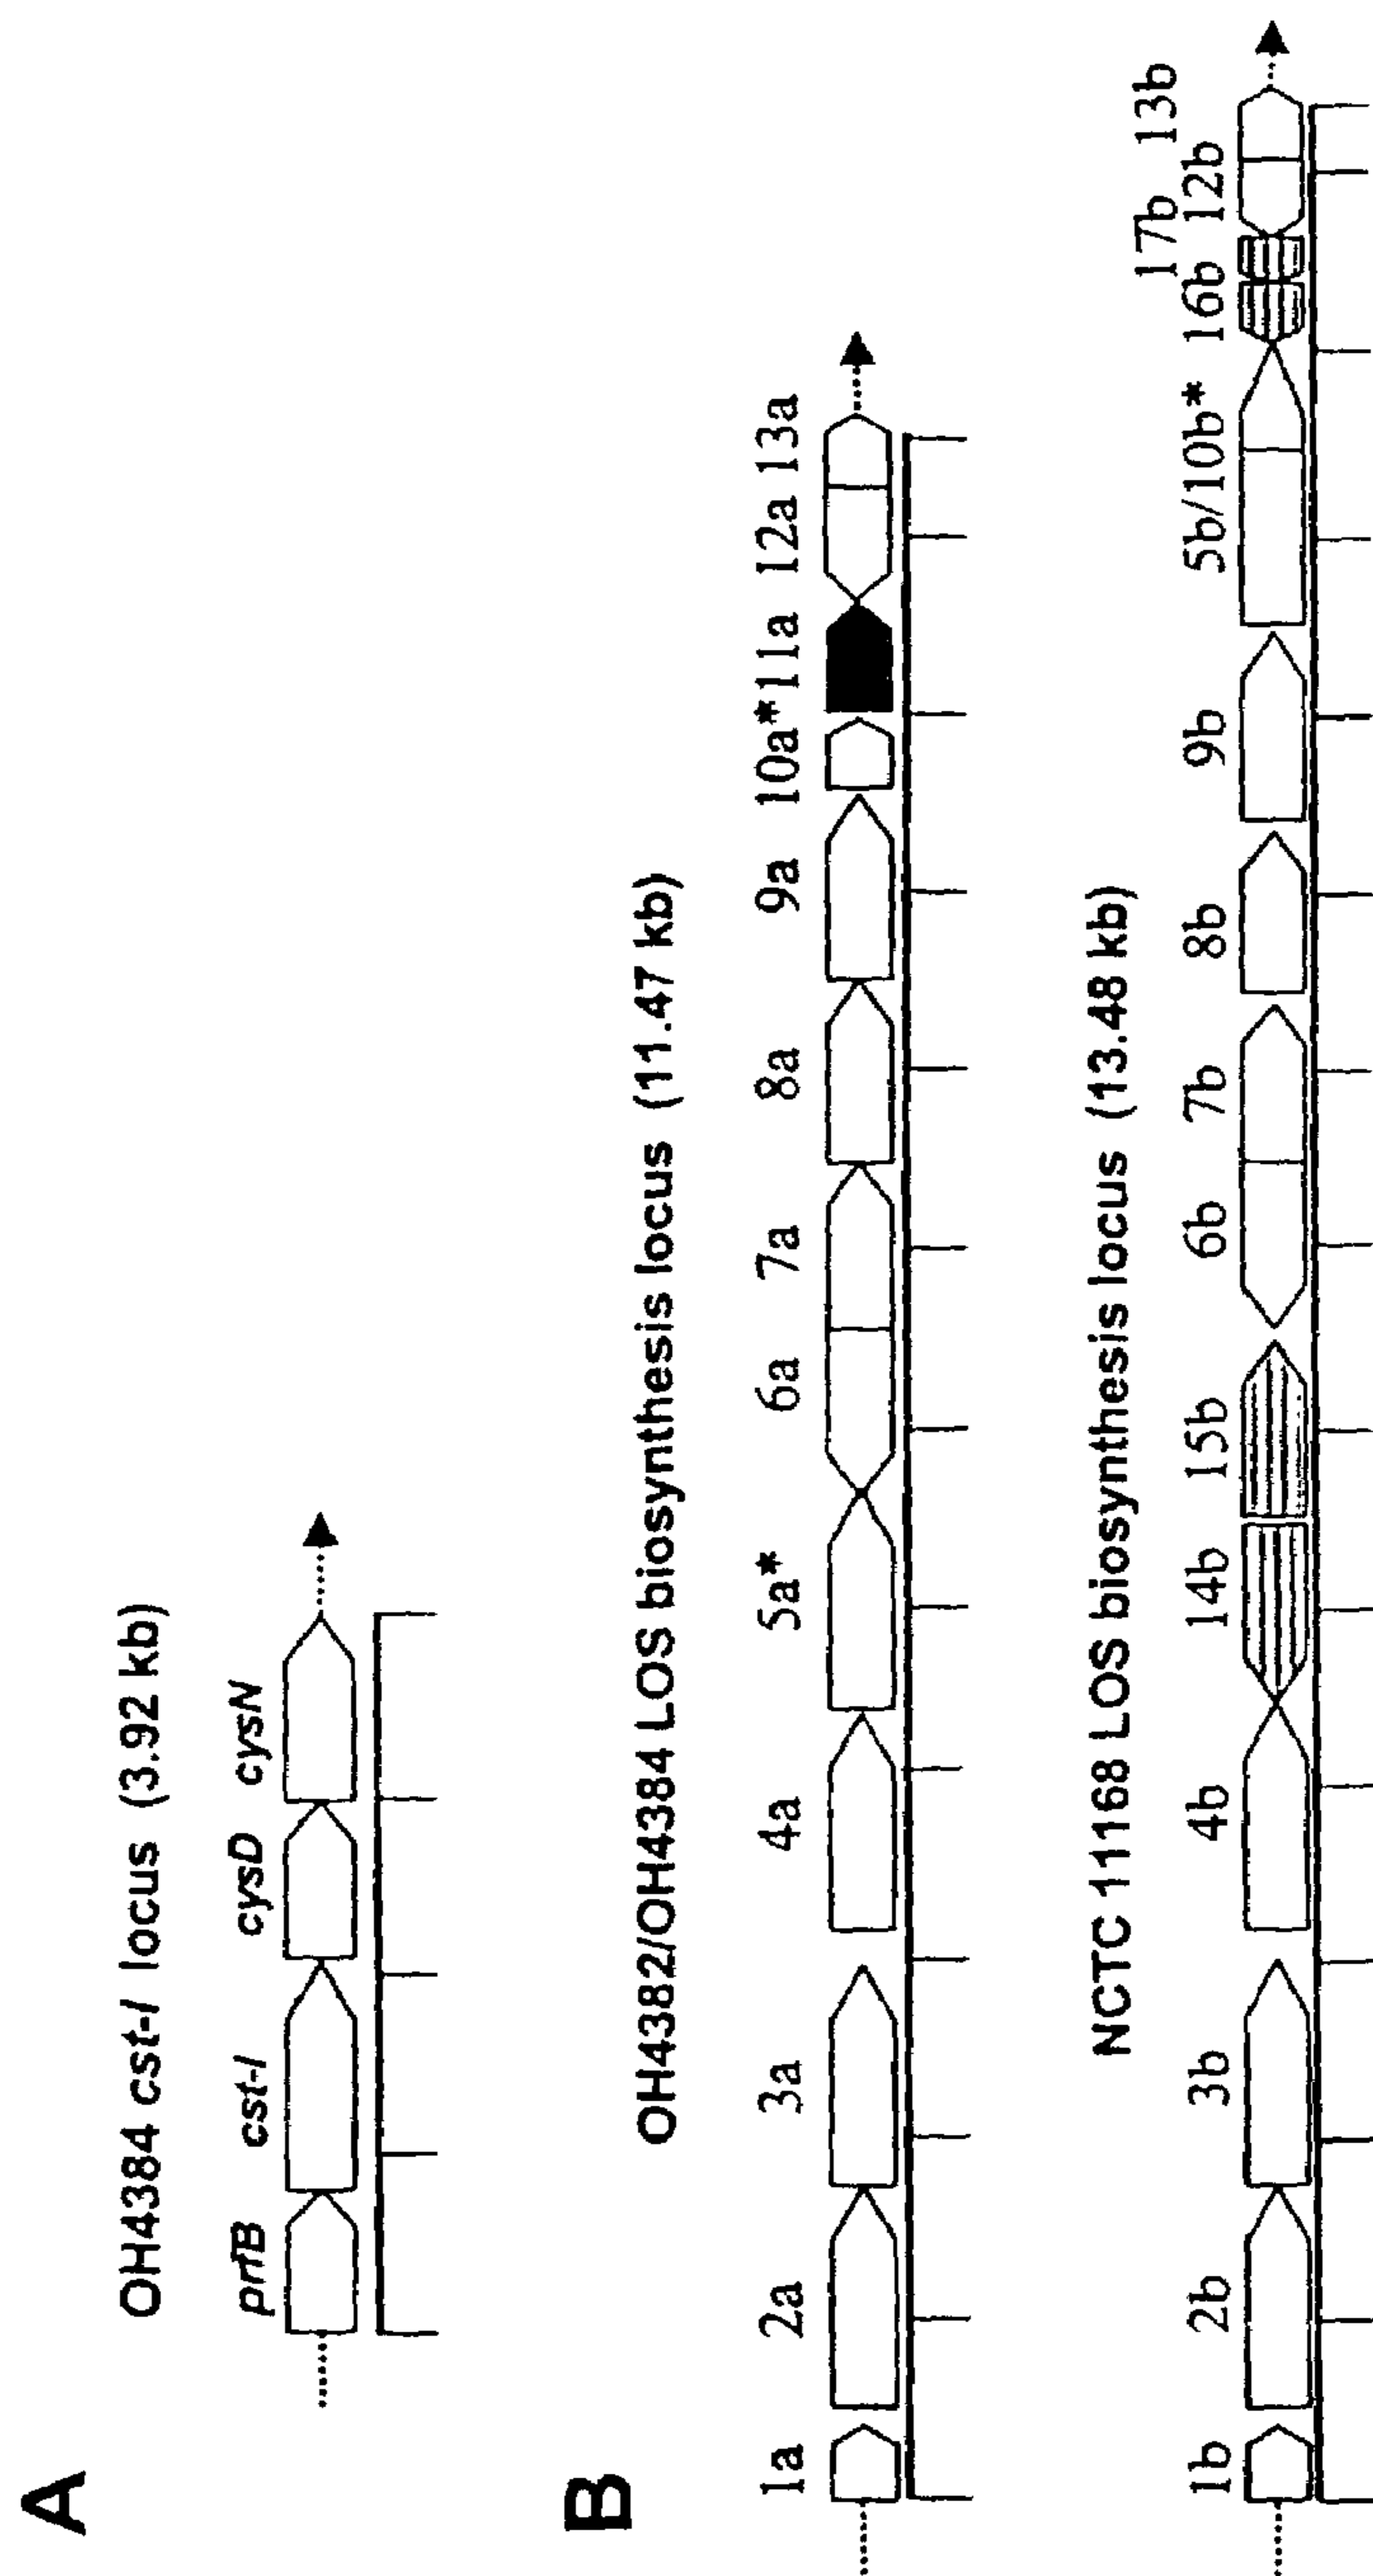 A
OH4384 cst-I locus (3.92 kb)
prfB cst-I cysD cysN
B
OH4382/OH4384 LOS biosynthesis locus (11.47 kb)
1a 2a 3a 4a 5a* 6a 7a 8a 9a 10a* 11a 12a 13a
NCTC 11168 LOS biosynthesis locus (13.48 kb)
17b 13b
1b 2b 3b 4b 14b 15b 6b 7b 8b 9b 5b/10b* 16b 12b